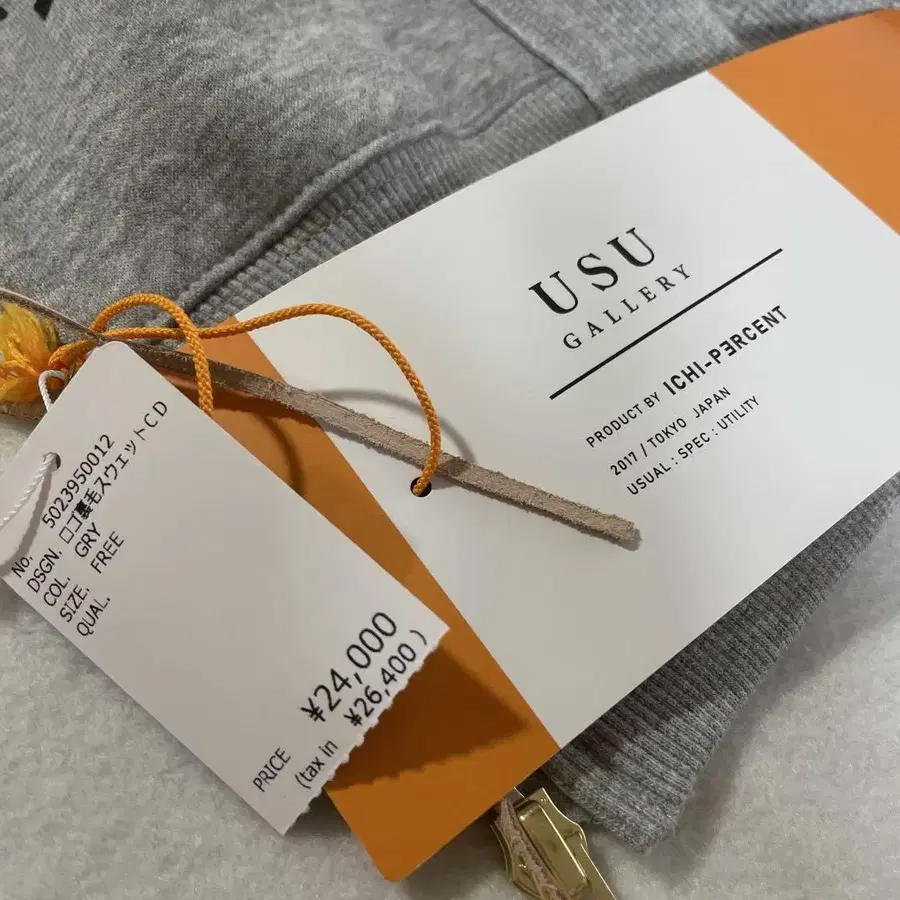 USU
GALLERY
PRODUCT BY ICHI-PƎRCENT
2017 / TOKYO JAPAN
USUAL : SPEC : UTILITY
No. 5023950012
DSGN. ロゴ裏毛スウェットCD
COL. GRY
SIZE. FREE
QUAL.
PRICE ¥24,000
(tax in ¥26,400 )